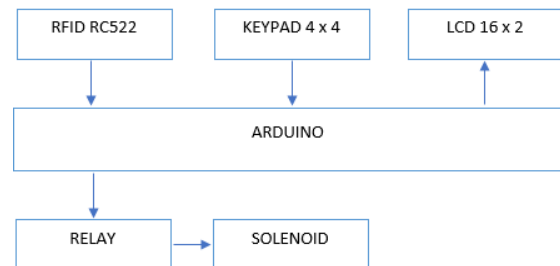 RFID RC522
KEYPAD 4 x 4
LCD 16 x 2
ARDUINO
RELAY
SOLENOID